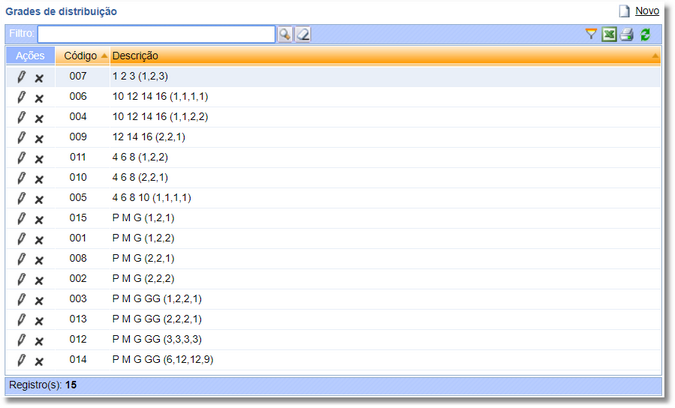 Grades de distribuição
Novo
Filtro:
Ações Código Descrição
007 1 2 3 (1,2,3)
006 10 12 14 16 (1,1,1,1)
004 10 12 14 16 (1,1,2,2)
009 12 14 16 (2,2,1)
011 4 6 8 (1,2,2)
010 4 6 8 (2,2,1)
005 4 6 8 10 (1,1,1,1)
015 P M G (1,2,1)
001 P M G (1,2,2)
008 P M G (2,2,1)
002 P M G (2,2,2)
003 P M G GG (1,2,2,1)
013 P M G GG (2,2,2,1)
012 P M G GG (3,3,3,3)
014 P M G GG (6,12,12,9)
Registro(s): 15